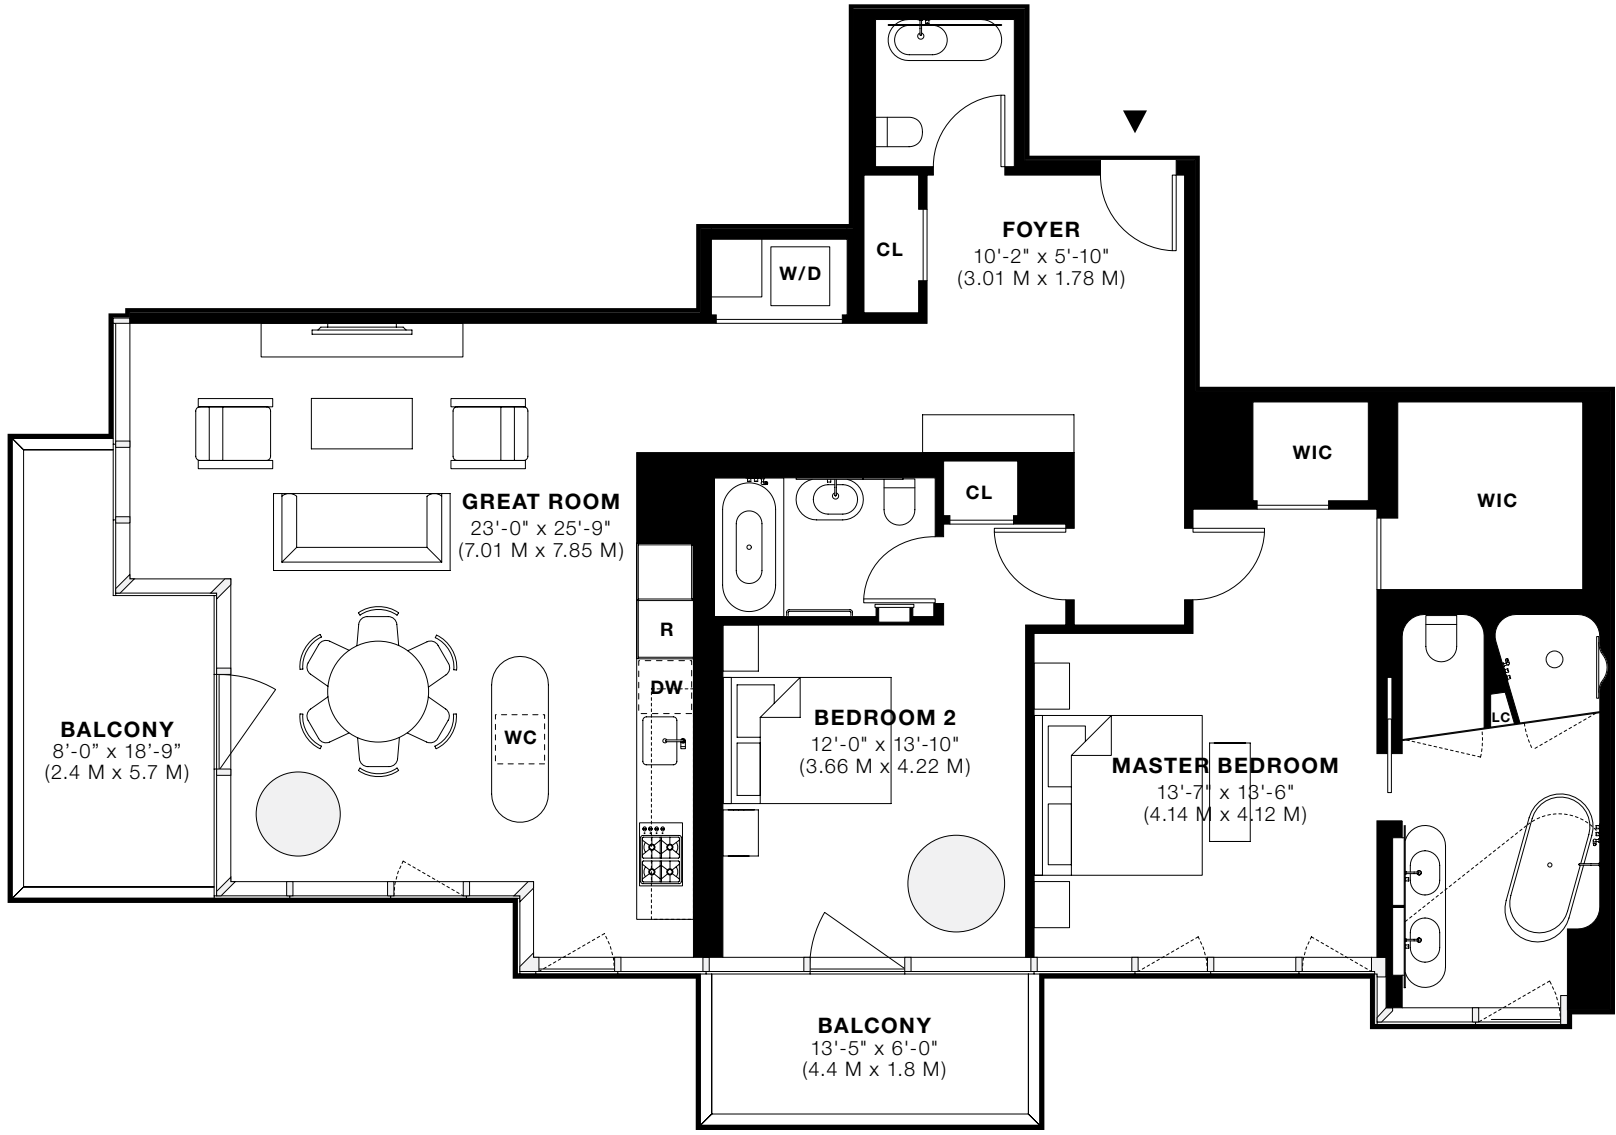 FOYER
10'-2" x 5'-10"
(3.01 M x 1.78 M)
CL
W/D
WIC
WIC
CL
GREAT ROOM
23'-0" x 25'-9"
(7.01 M x 7.85 M)
R
DW
WC
LC
BALCONY
8’-0” x 18’-9”
(2.4 M x 5.7 M)
BEDROOM 2
12'-0" x 13'-10"
(3.66 M x 4.22 M)
MASTER BEDROOM
13'-7" x 13'-6"
(4.14 M x 4.12 M)
BALCONY
13'-5" x 6'-0"
(4.4 M x 1.8 M)